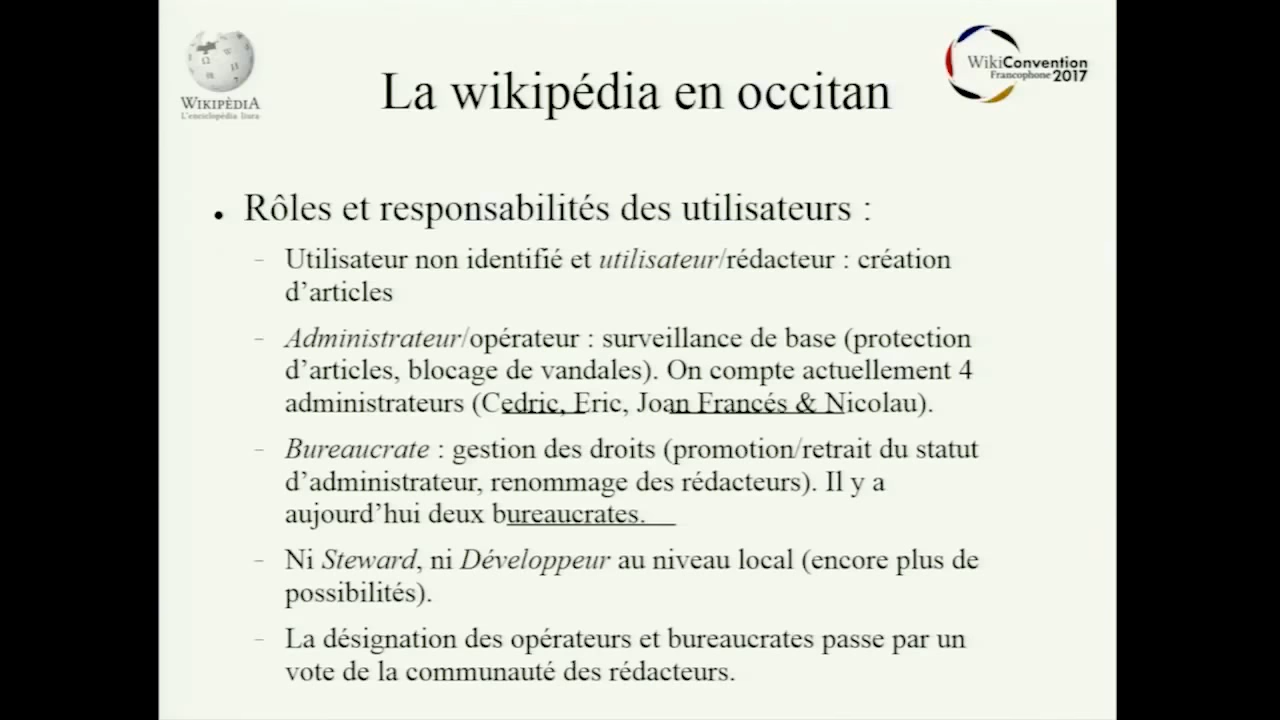 WIKIPÈDIA
L'enciclopèdia liura
WikiConvention
Francophone 2017
La wikipédia en occitan
• Rôles et responsabilités des utilisateurs :
– Utilisateur non identifié et utilisateur/rédacteur : création
d’articles
– Administrateur/opérateur : surveillance de base (protection
d’articles, blocage de vandales). On compte actuellement 4
administrateurs (Cedric, Eric, Joan Francés & Nicolau).
– Bureaucrate : gestion des droits (promotion/retrait du statut
d’administrateur, renommage des rédacteurs). Il y a
aujourd’hui deux bureaucrates.
– Ni Steward, ni Développeur au niveau local (encore plus de
possibilités).
– La désignation des opérateurs et bureaucrates passe par un
vote de la communauté des rédacteurs.